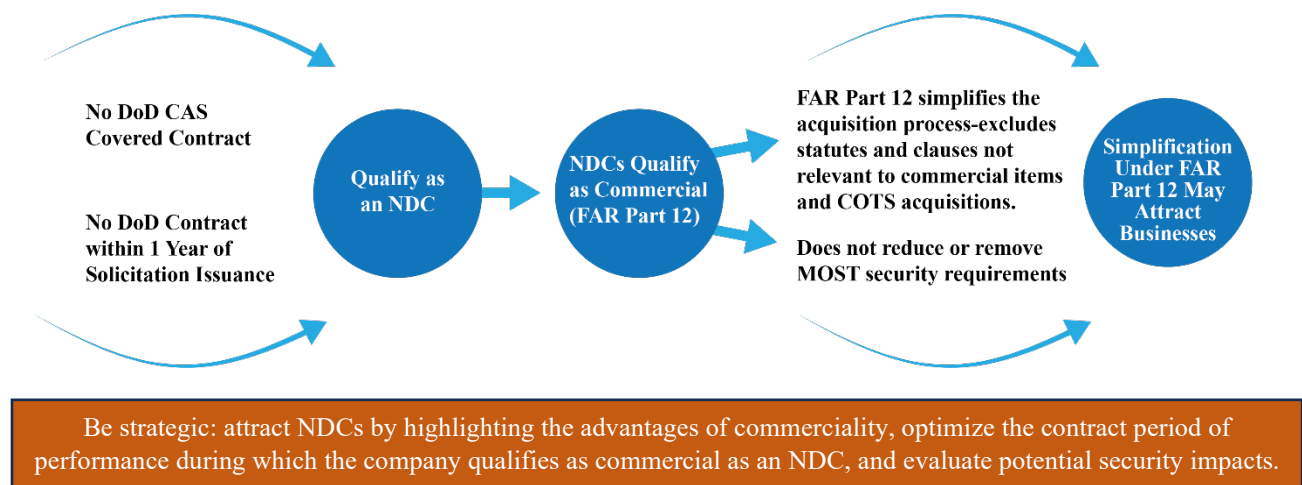 No DoD CAS
Covered Contract
No DoD Contract
within 1 Year of
Solicitation Issuance
Qualify as
an NDC
NDCs Qualify
as Commercial
(FAR Part 12)
FAR Part 12 simplifies the
acquisition process-excludes
statutes and clauses not
relevant to commercial items
and COTS acquisitions.
Does not reduce or remove
MOST security requirements
Simplification
Under FAR
Part 12 May
Attract
Businesses
Be strategic: attract NDCs by highlighting the advantages of commerciality, optimize the contract period of
performance during which the company qualifies as commercial as an NDC, and evaluate potential security impacts.